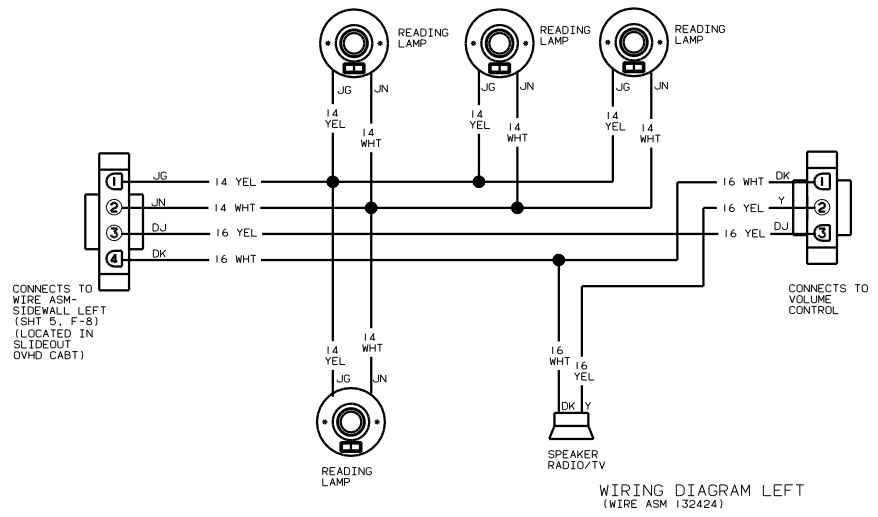 READING
LAMP
READING
LAMP
READING
LAMP
JG
JN
JG
JN
JG
JN
14
YEL
14
WHT
14
YEL
14
WHT
14
YEL
14
WHT
1
JG
14 YEL
16 WHT
DK
1
2
JN
14 WHT
16 YEL
Y
2
3
DJ
16 YEL
16 YEL
DJ
3
4
DK
16 WHT
CONNECTS TO
WIRE ASM-
SIDEWALL LEFT
(SHT 5, F-8)
(LOCATED IN
SLIDEOUT
OVHD CABT)
CONNECTS TO
VOLUME
CONTROL
14
YEL
14
WHT
16
WHT
16
YEL
JG
JN
DK
Y
READING
LAMP
SPEAKER
RADIO/TV
WIRING DIAGRAM LEFT
(WIRE ASM 132424)